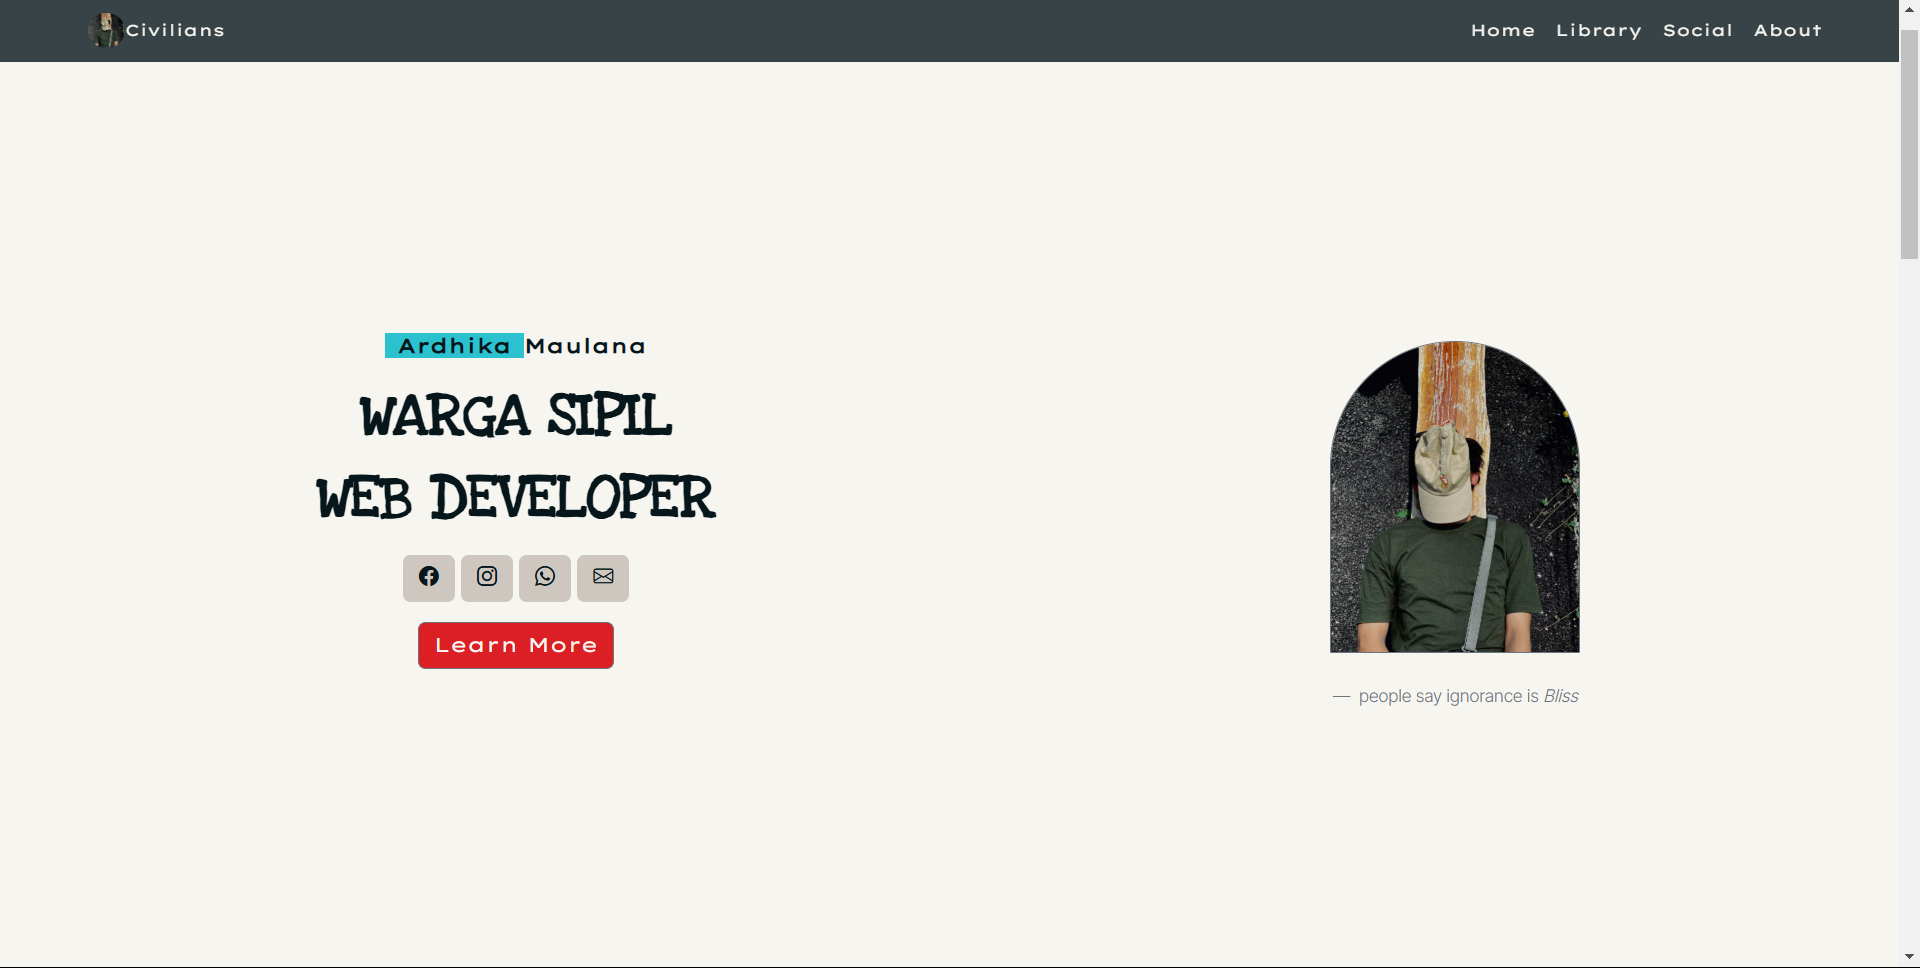 Civilians
Home Library Social About
Ardhika Maulana
WARGA SIPIL
WEB DEVELOPER
Learn More
— people say ignorance is Bliss